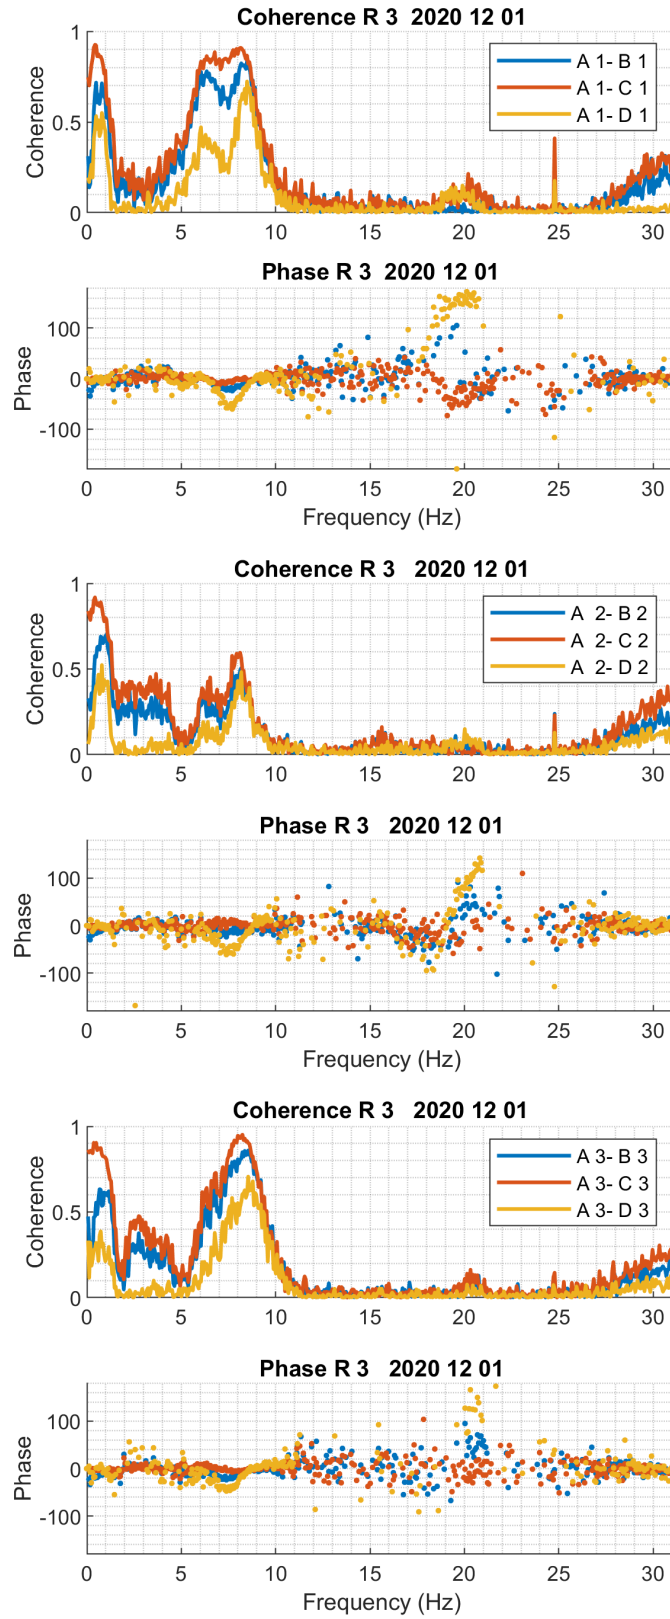 Coherence R 3  2020 12 01
1
0.5
0
Coherence
A 1- B 1
A 1- C 1
A 1- D 1
0 5 10 15 20 25 30
Phase R 3  2020 12 01
100
0
-100
Phase
0 5 10 15 20 25 30
Frequency (Hz)
Coherence R 3   2020 12 01
1
0.5
0
Coherence
A  2- B 2
A  2- C 2
A  2- D 2
0 5 10 15 20 25 30
Phase R 3   2020 12 01
100
0
-100
Phase
0 5 10 15 20 25 30
Frequency (Hz)
Coherence R 3   2020 12 01
1
0.5
0
Coherence
A 3- B 3
A 3- C 3
A 3- D 3
0 5 10 15 20 25 30
Phase R 3   2020 12 01
100
0
-100
Phase
0 5 10 15 20 25 30
Frequency (Hz)